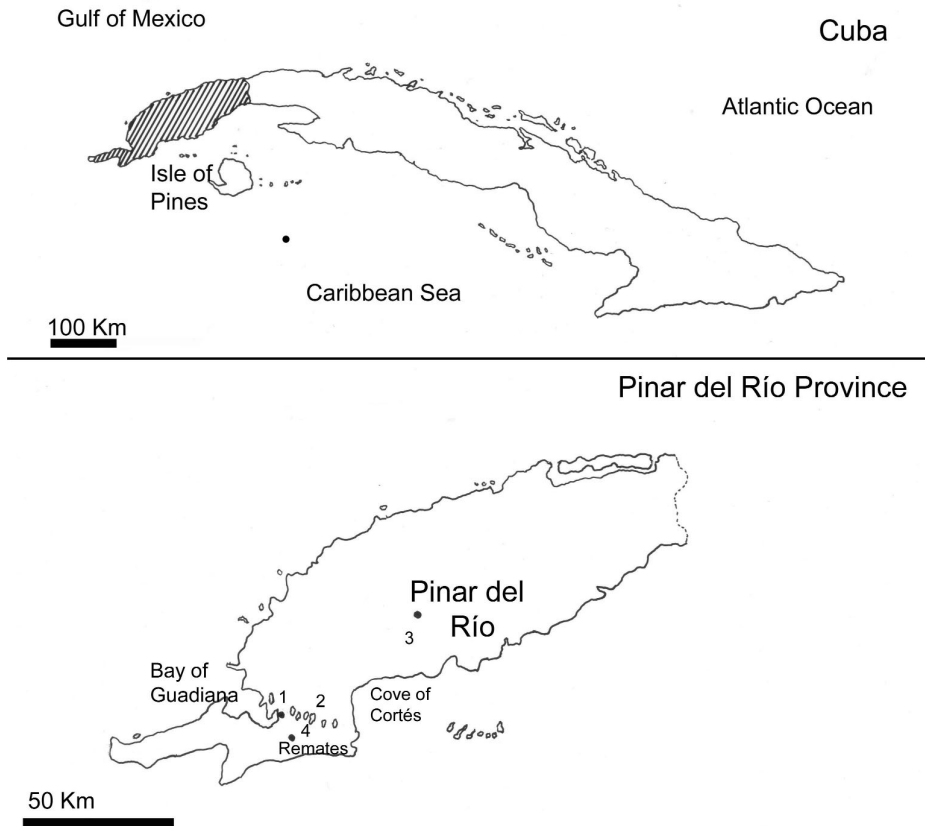 Gulf of Mexico
Cuba
Atlantic Ocean
Isle of
Pines
Caribbean Sea
100 Km
Pinar del Río Province
Pinar del
Río
3
Bay of
Guadiana
1
2
Cove of
Cortés
4
Remates
50 Km